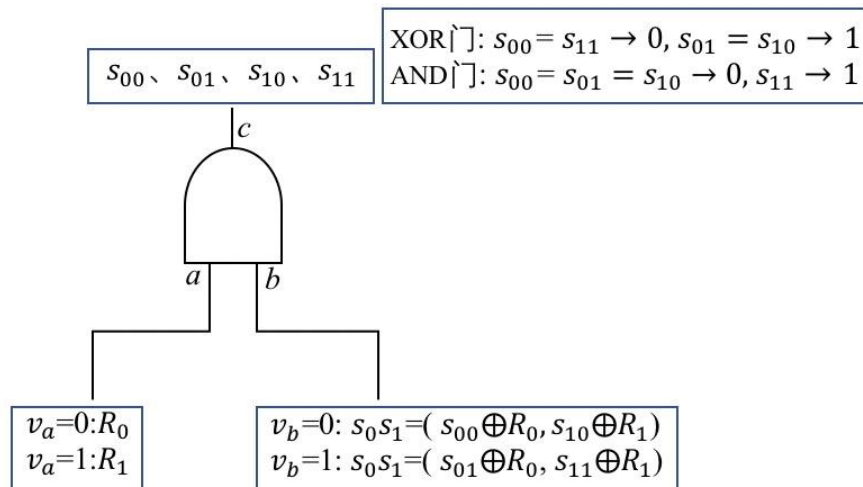 XOR门: s₀₀= s₁₁ → 0, s₀₁ = s₁₀ → 1
AND门: s₀₀= s₀₁ = s₁₀ → 0, s₁₁ → 1
s₀₀、s₀₁、s₁₀、s₁₁
c
a b
v_a=0:R₀
v_a=1:R₁
v_b=0: s₀s₁=( s₀₀⊕R₀, s₁₀⊕R₁)
v_b=1: s₀s₁=( s₀₁⊕R₀, s₁₁⊕R₁)